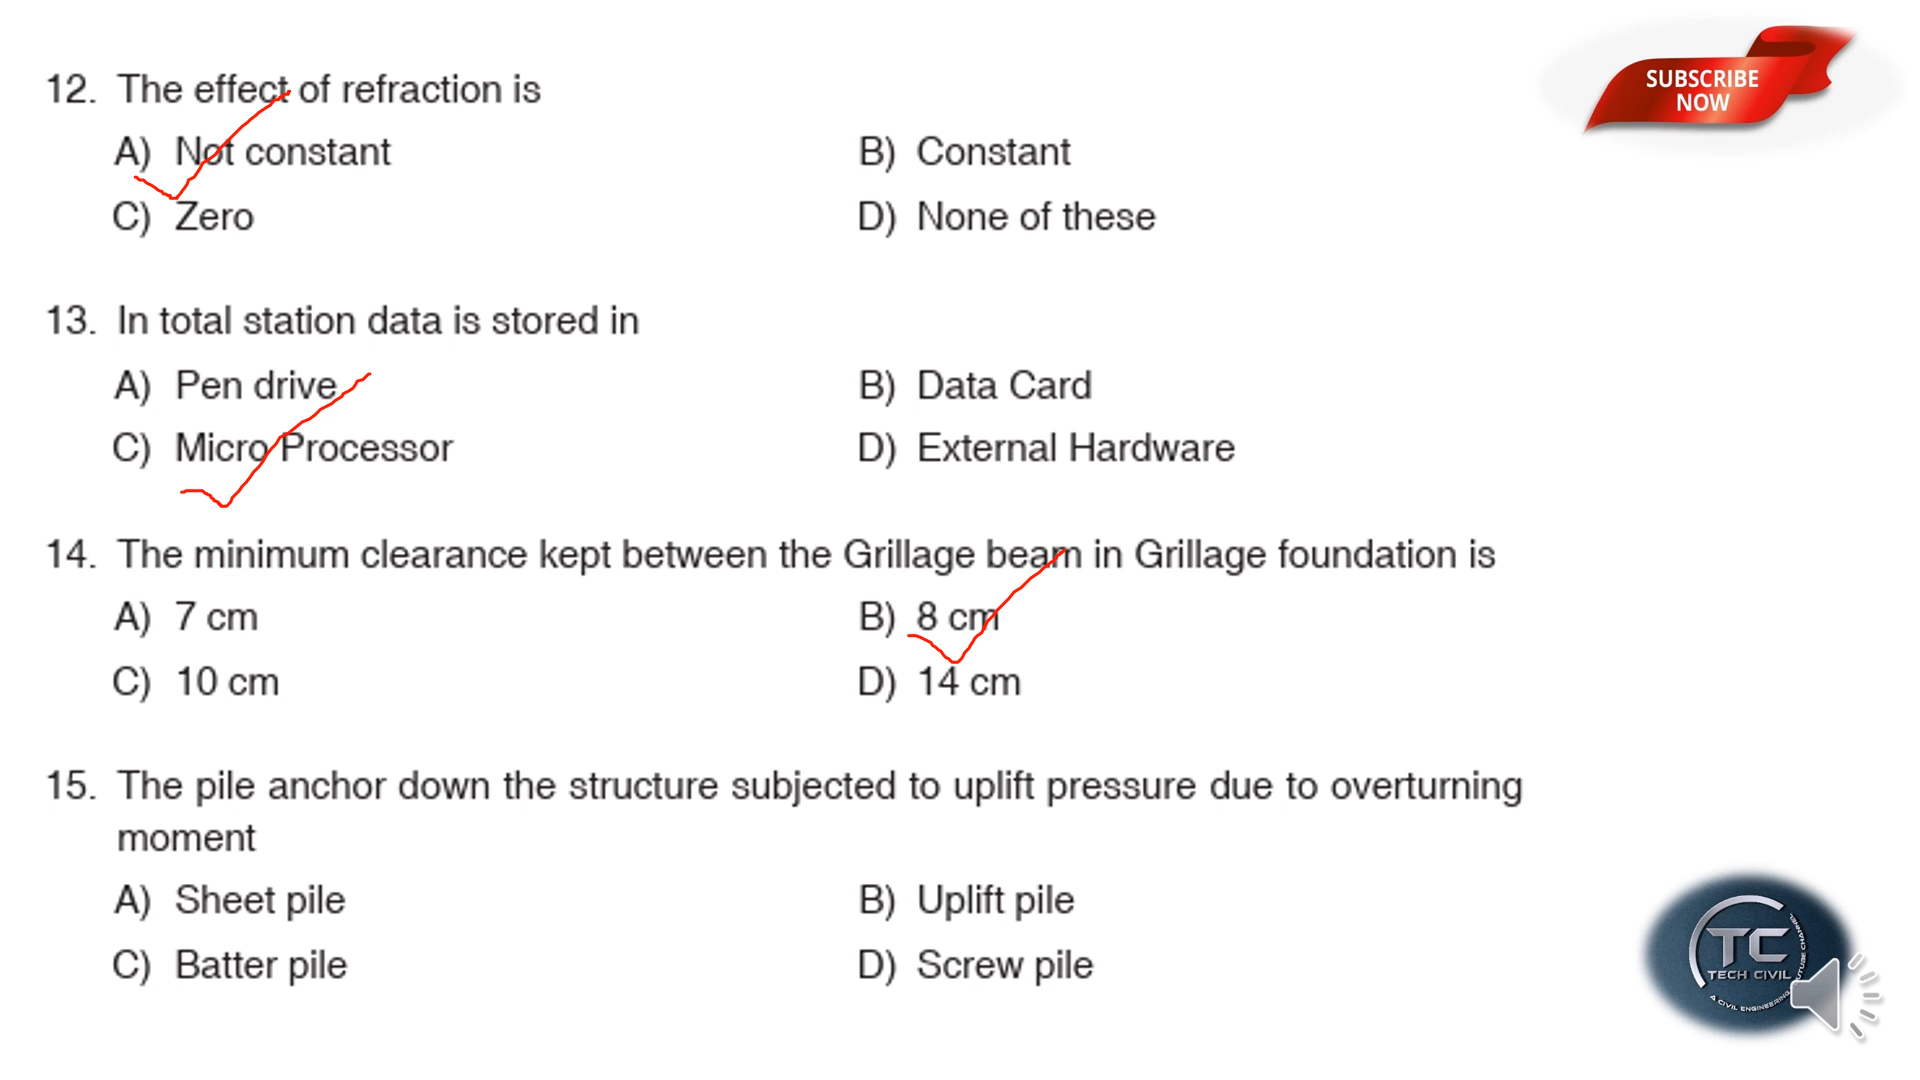 SUBSCRIBE
NOW
12. The effect of refraction is
A) Not constant
B) Constant
C) Zero
D) None of these
13. In total station data is stored in
A) Pen drive
B) Data Card
C) Micro Processor
D) External Hardware
14. The minimum clearance kept between the Grillage beam in Grillage foundation is
A) 7 cm
B) 8 cm
C) 10 cm
D) 14 cm
15. The pile anchor down the structure subjected to uplift pressure due to overturning
moment
A) Sheet pile
B) Uplift pile
C) Batter pile
D) Screw pile
TC
TECH CIVIL
A CIVIL ENGINEERING
CHANNEL